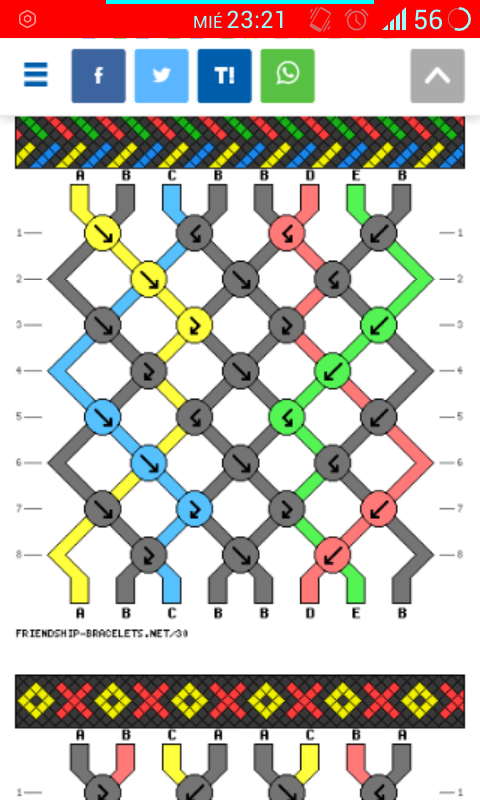 MIÉ 23:21 56
f T!
A B C B B D E B
1 1
2 2
3 3
4 4
5 5
6 6
7 7
8 8
A B C B B D E B
FRIENDSHIP-BRACELETS.NET/30
A B C A A C B A
1 1